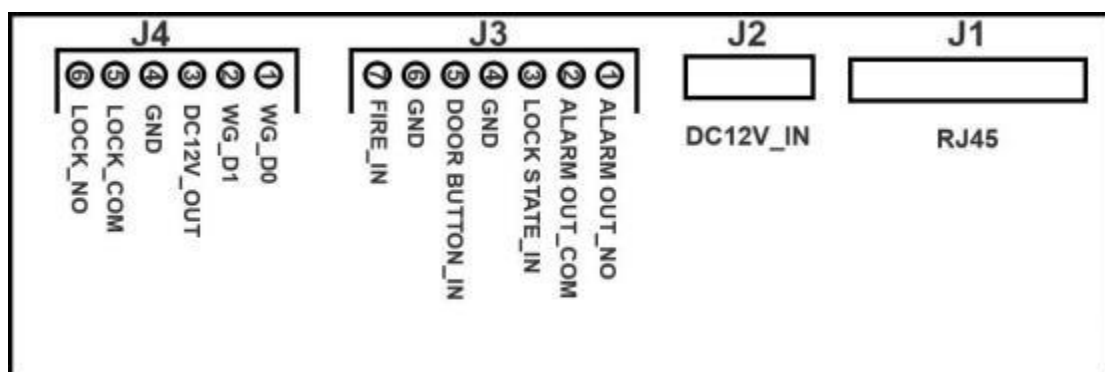 J4
J3
J2
J1
⑥ ⑤ ④ ③ ② ①
⑦ ⑥ ⑤ ④ ③ ② ①
LOCK_NO
LOCK_COM
GND
DC12V_OUT
WG_D1
WG_D0
FIRE_IN
GND
DOOR BUTTON_IN
GND
LOCK STATE_IN
ALARM OUT_COM
ALARM OUT_NO
DC12V_IN
RJ45